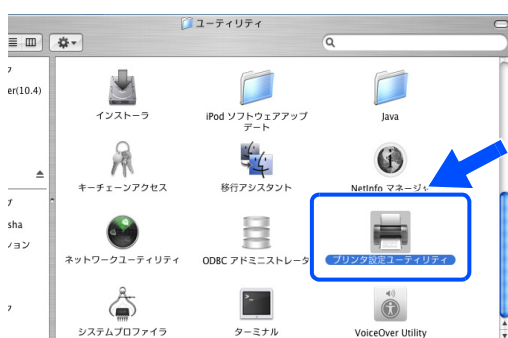 ユーティリティ
er(10.4)
インストーラ
iPod ソフトウェアアップ
デート
Java
キーチェーンアクセス
移行アシスタント
NetInfo マネージャ
sha
ション
ネットワークユーティリティ
ODBC アドミニストレータ
プリンタ設定ユーティリティ
システムプロファイラ
ターミナル
VoiceOver Utility